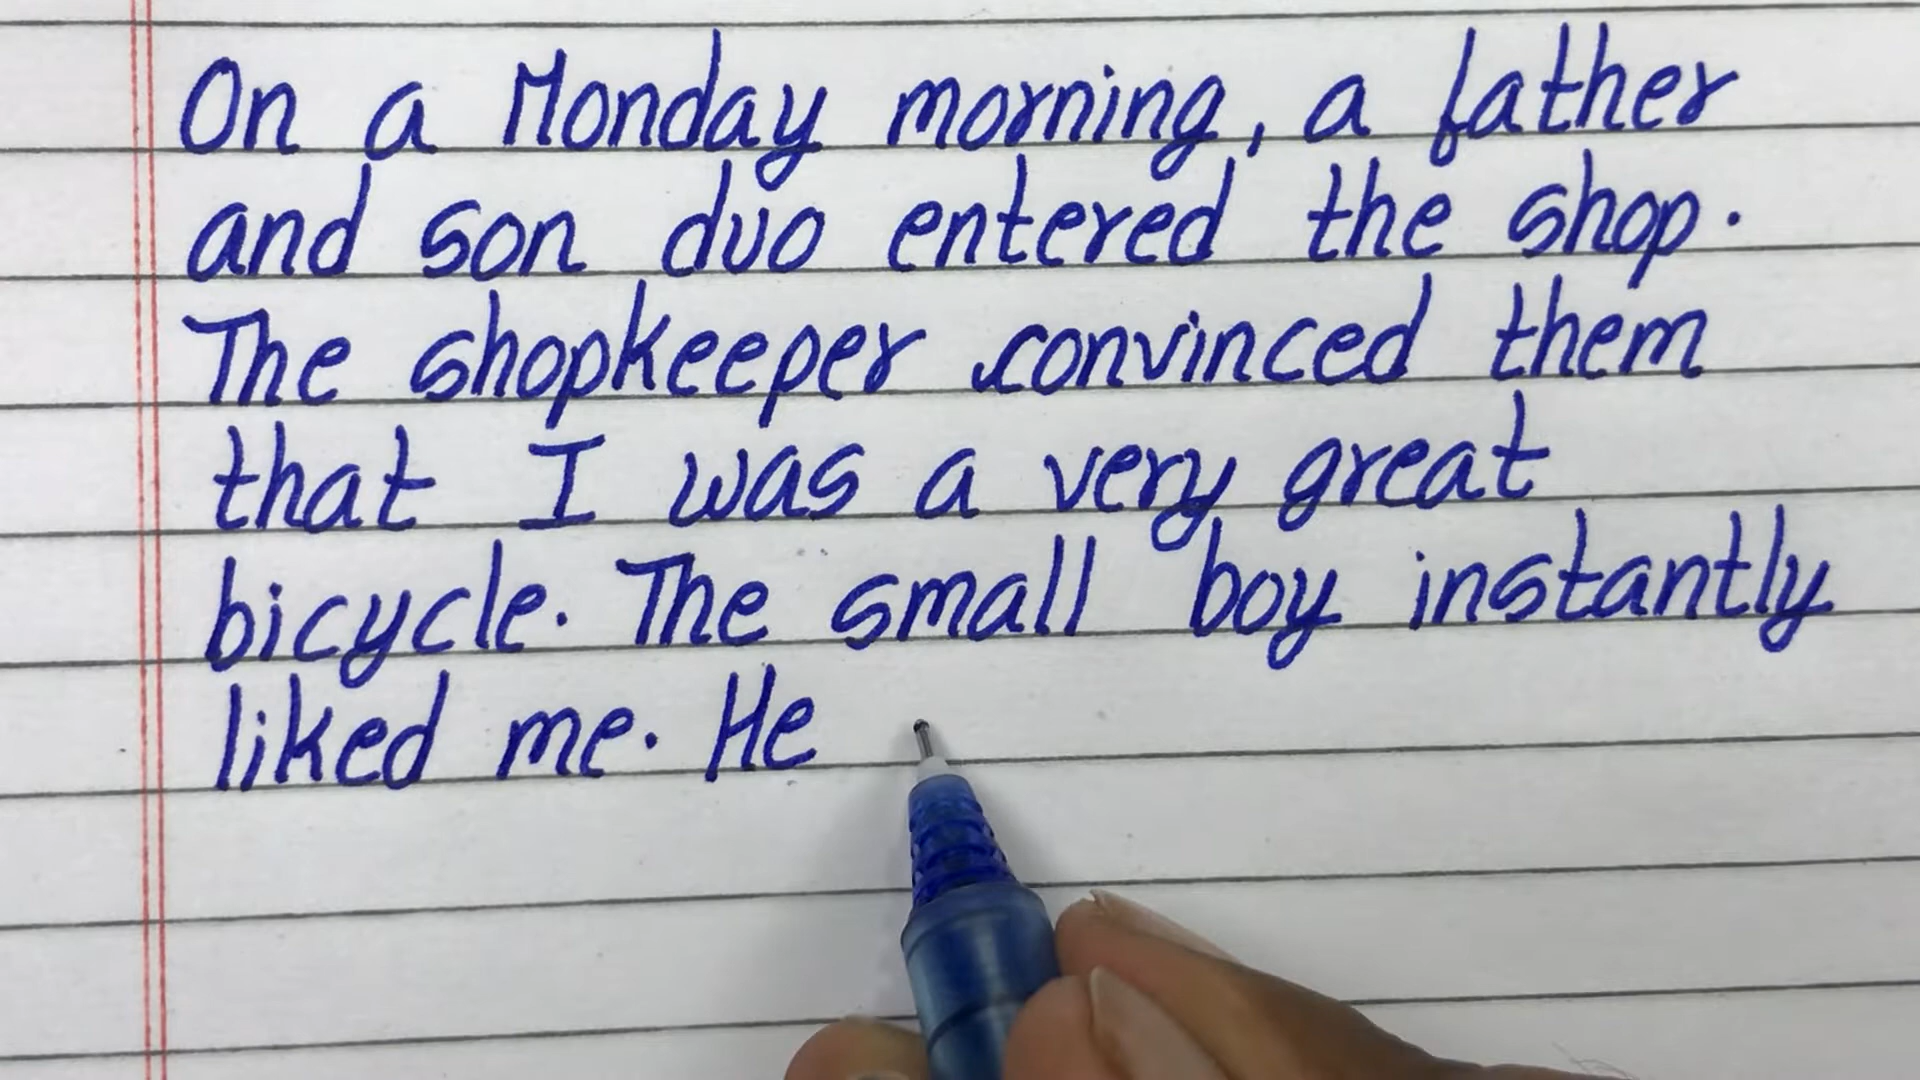 On a Monday morning, a father
and son duo entered the shop.
The shopkeeper convinced them
that I was a very great
bicycle. The small boy instantly
liked me. He